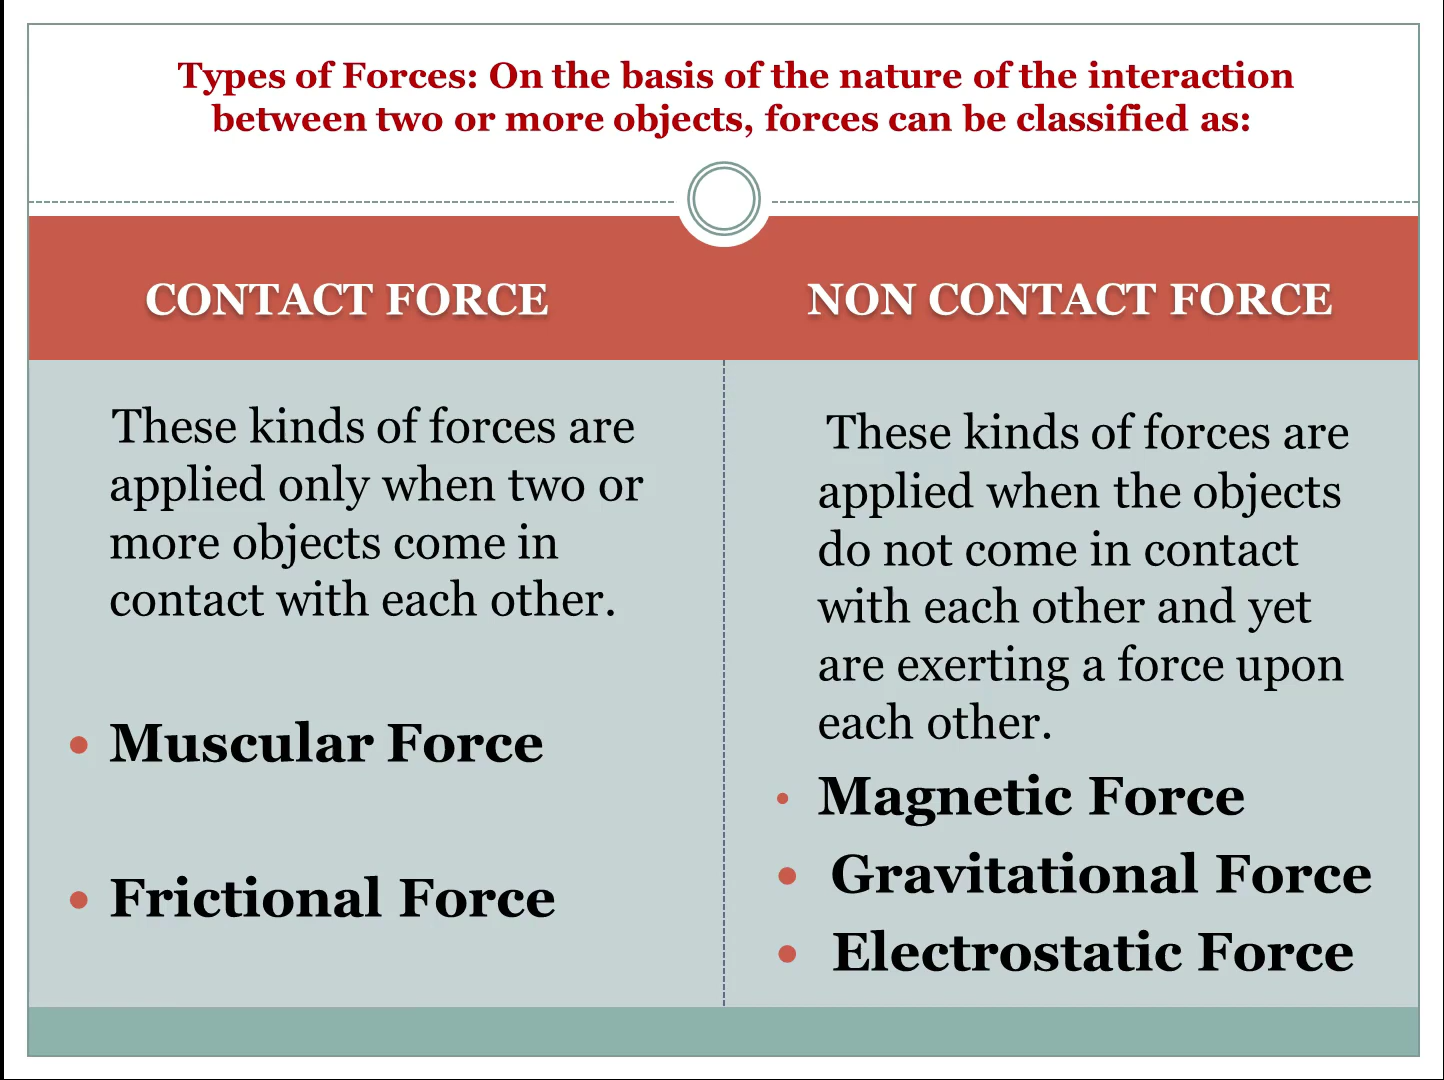 Types of Forces: On the basis of the nature of the interaction
between two or more objects, forces can be classified as:
CONTACT FORCE
These kinds of forces are
applied only when two or
more objects come in
contact with each other.
• Muscular Force
• Frictional Force
NON CONTACT FORCE
These kinds of forces are
applied when the objects
do not come in contact
with each other and yet
are exerting a force upon
each other.
• Magnetic Force
• Gravitational Force
• Electrostatic Force